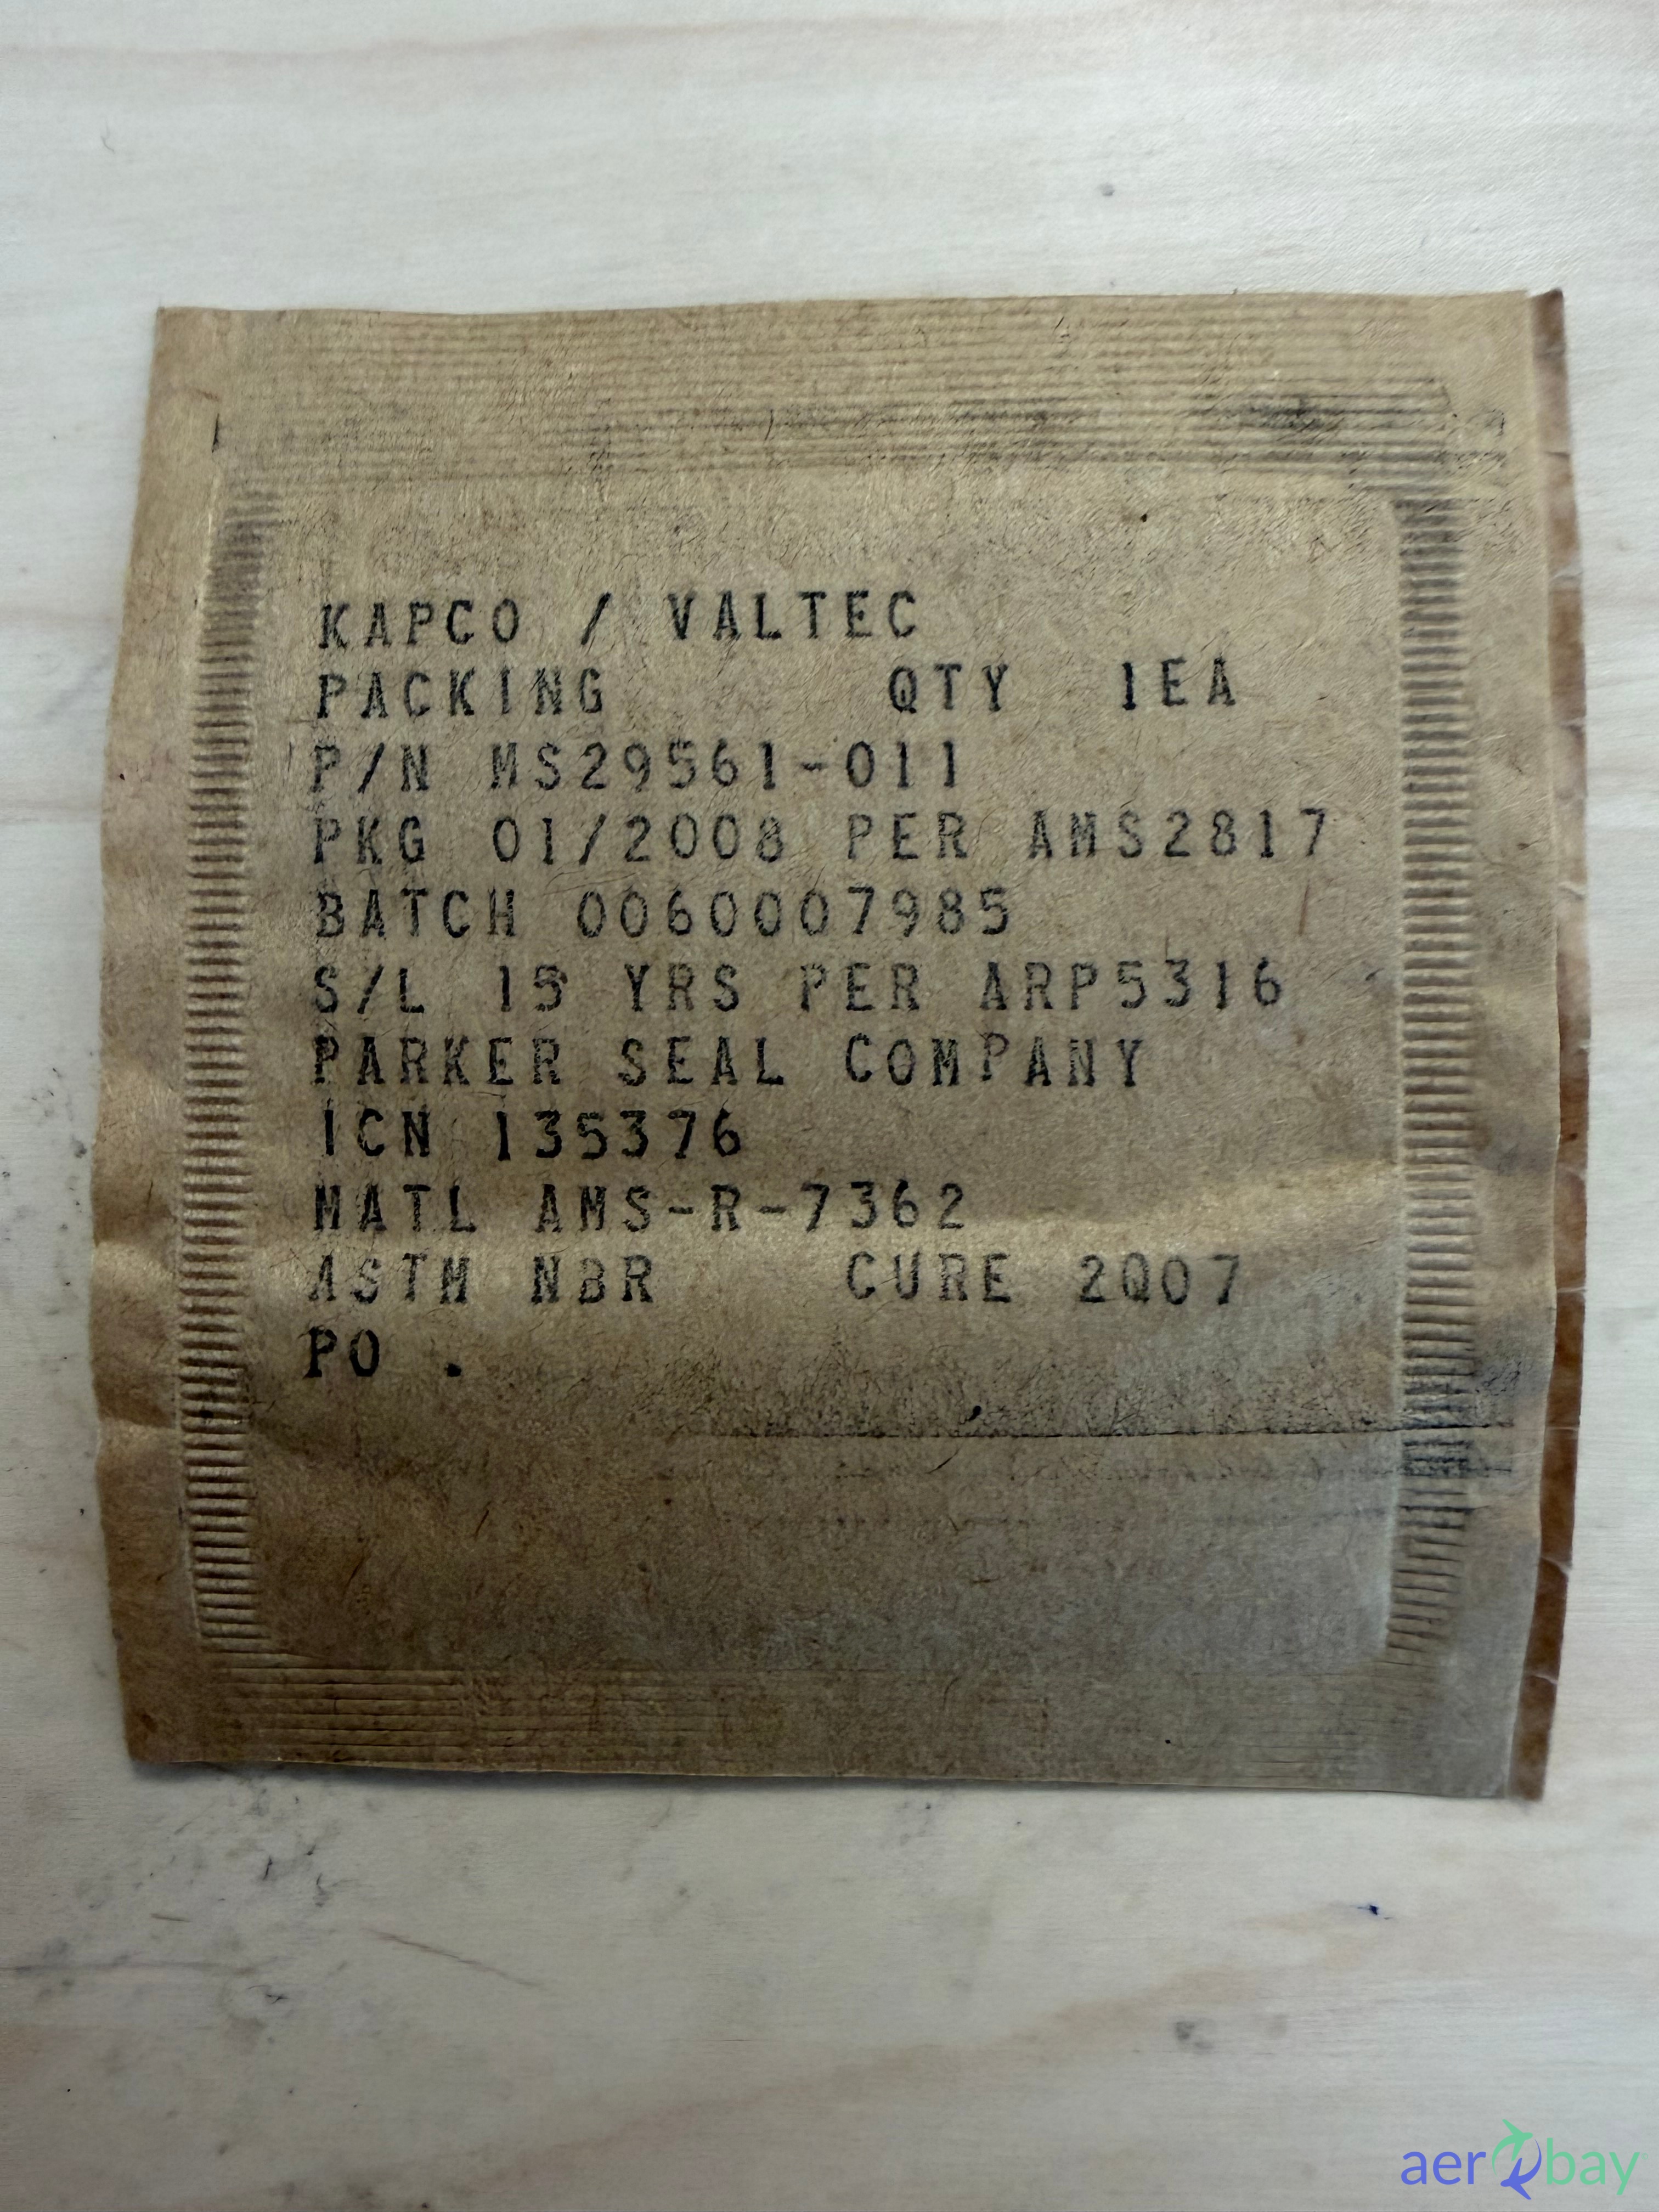 KAPCO / VALTEC
PACKING QTY 1EA
P/N MS29561-011
PKG 01/2008 PER AMS2817
BATCH 0060007985
S/L 15 YRS PER ARP5316
PARKER SEAL COMPANY
ICN 135376
MATL AMS-R-7362
ASTM NBR CURE 2Q07
PO .
aerobay